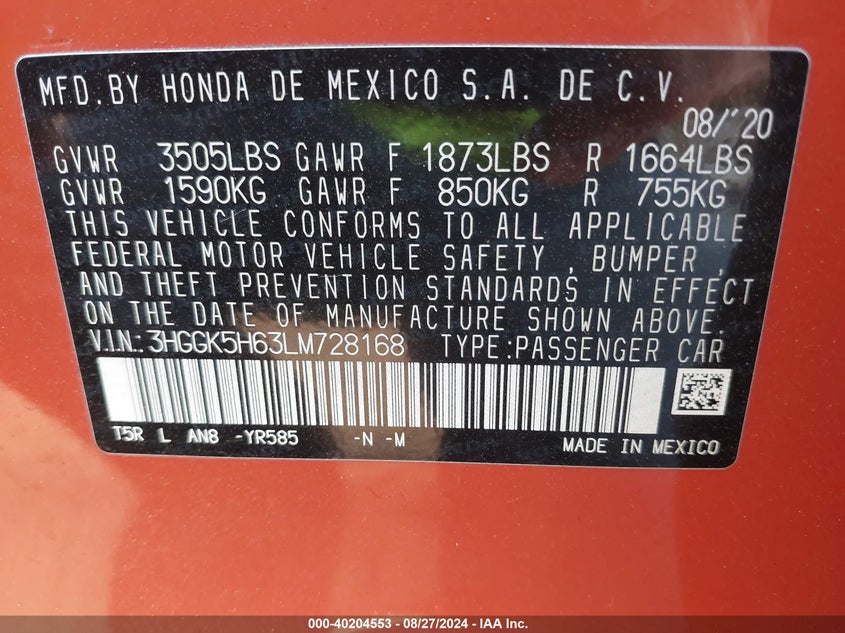 MFD.BY HONDA DE MEXICO S.A. DE C.V.
08/'20
GVWR 3505LBS GAWR F 1873LBS R 1664LBS
GVWR 1590KG GAWR F 850KG R 755KG
THIS VEHICLE CONFORMS TO ALL APPLICABLE
FEDERAL MOTOR VEHICLE SAFETY , BUMPER ,
AND THEFT PREVENTION STANDARDS IN EFFECT
ON THE DATE OF MANUFACTURE SHOWN ABOVE.
V.I.N.: 3HGGK5H63LM728168 TYPE:PASSENGER CAR
T5R L AN8 -YR585 -N -M MADE IN MEXICO
000-40204553 - 08/27/2024 - IAA Inc.